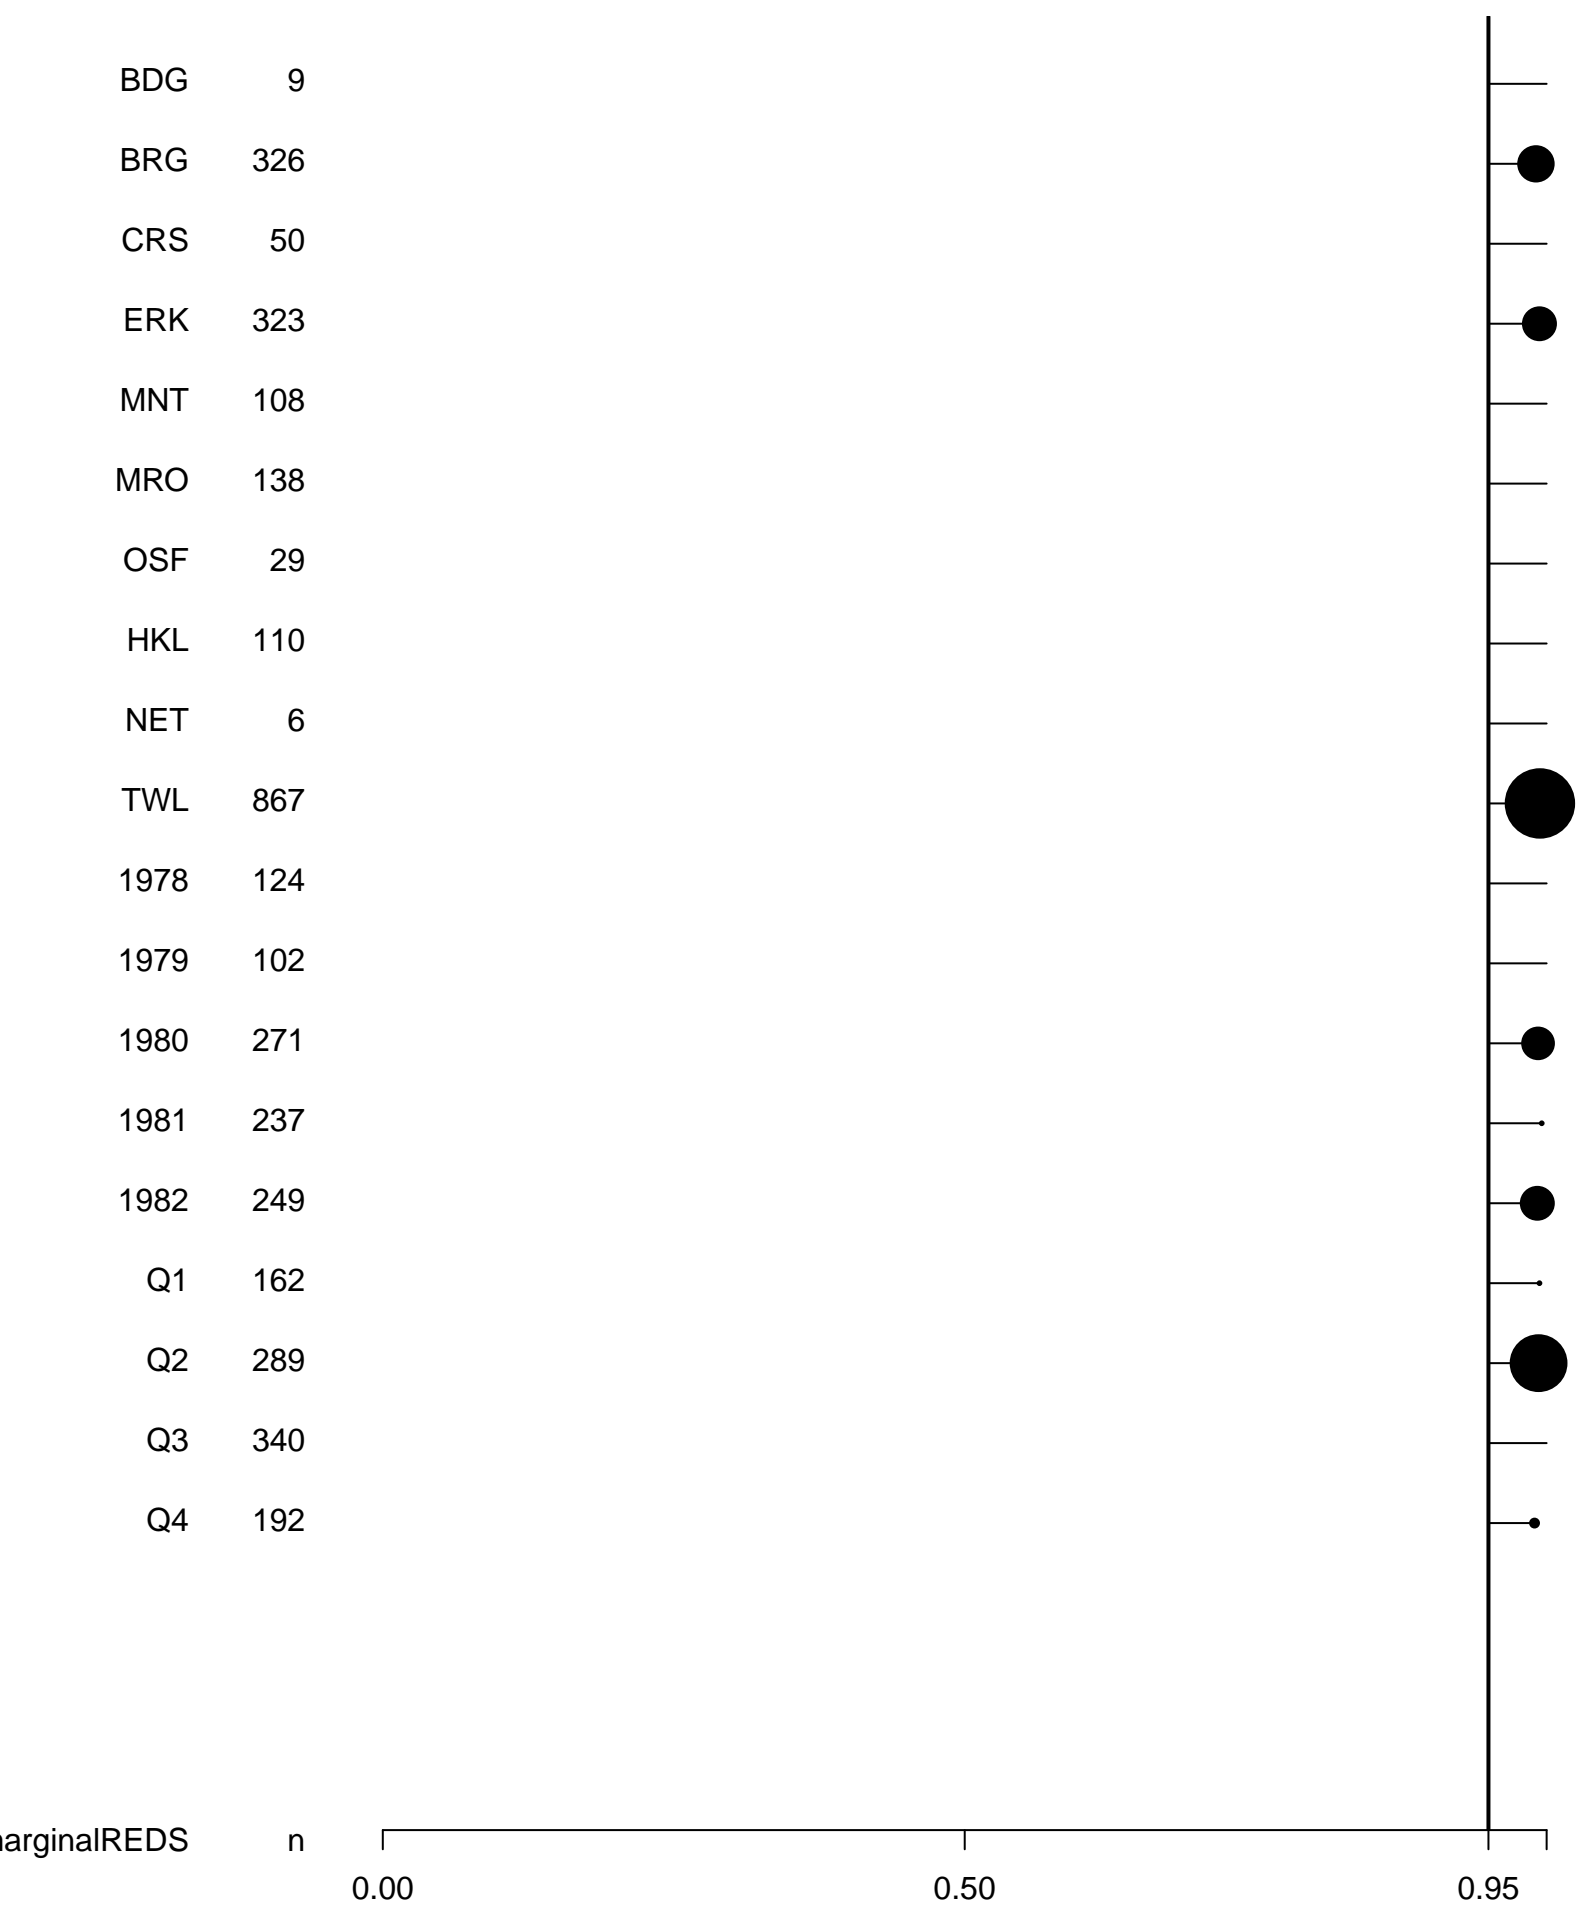 BDG 9
BRG 326
CRS 50
ERK 323
MNT 108
MRO 138
OSF 29
HKL 110
NET 6
TWL 867
1978 124
1979 102
1980 271
1981 237
1982 249
Q1 162
Q2 289
Q3 340
Q4 192
arginalREDS n
0.00 0.50 0.95